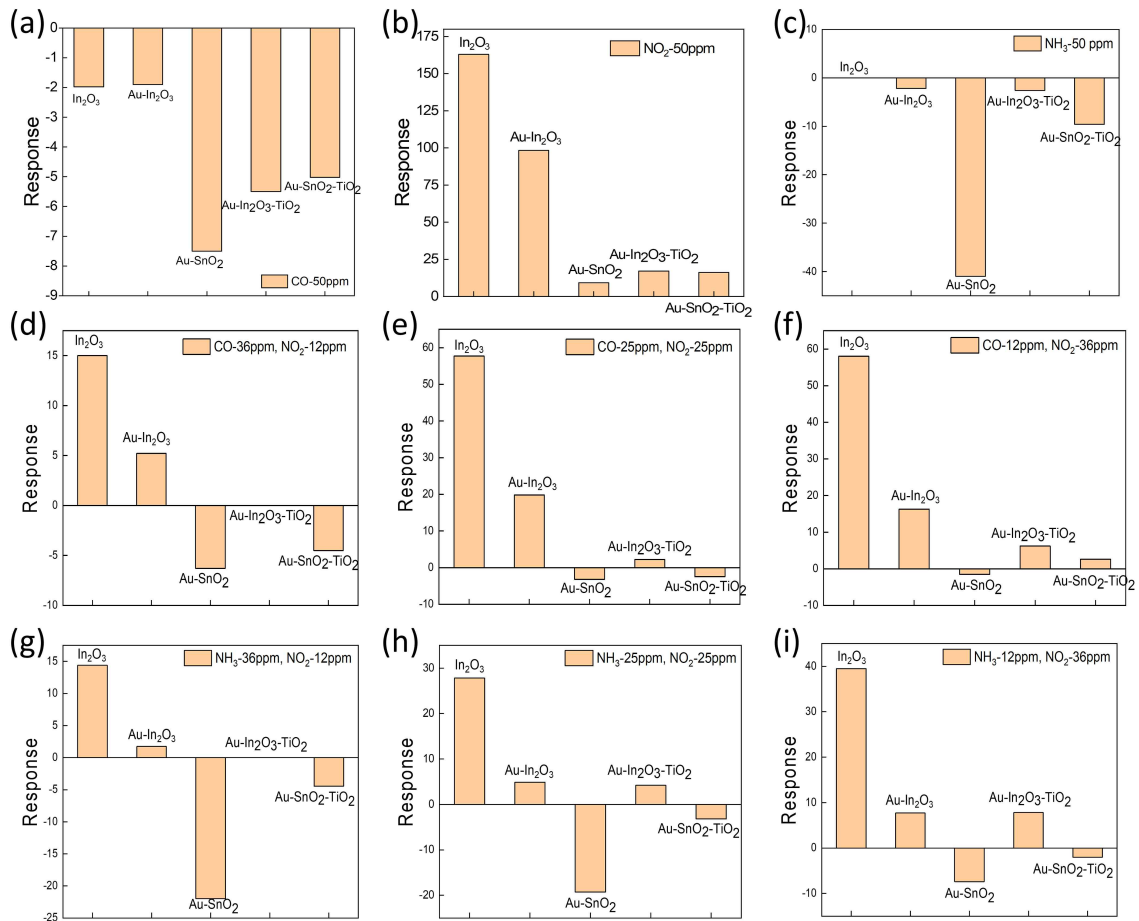 (a)
0
-1
-2
-3
-4
-5
-6
-7
-8
-9
Response
In₂O₃
Au-In₂O₃
Au-SnO₂
Au-In₂O₃-TiO₂
Au-SnO₂-TiO₂
CO-50ppm
(b)
175
150
125
100
75
50
25
0
Response
In₂O₃
Au-In₂O₃
Au-SnO₂
Au-In₂O₃-TiO₂
Au-SnO₂-TiO₂
NO₂-50ppm
(c)
10
0
-10
-20
-30
-40
Response
In₂O₃
Au-In₂O₃
Au-SnO₂
Au-In₂O₃-TiO₂
Au-SnO₂-TiO₂
NH₃-50 ppm
(d)
15
10
5
0
-5
-10
Response
In₂O₃
Au-In₂O₃
Au-SnO₂
Au-In₂O₃-TiO₂
Au-SnO₂-TiO₂
CO-36ppm, NO₂-12ppm
(e)
60
50
40
30
20
10
0
-10
Response
In₂O₃
Au-In₂O₃
Au-SnO₂
Au-In₂O₃-TiO₂
Au-SnO₂-TiO₂
CO-25ppm, NO₂-25ppm
(f)
60
50
40
30
20
10
0
-10
Response
In₂O₃
Au-In₂O₃
Au-SnO₂
Au-In₂O₃-TiO₂
Au-SnO₂-TiO₂
CO-12ppm, NO₂-36ppm
(g)
15
10
5
0
-5
-10
-15
-20
-25
Response
In₂O₃
Au-In₂O₃
Au-SnO₂
Au-In₂O₃-TiO₂
Au-SnO₂-TiO₂
NH₃-36ppm, NO₂-12ppm
(h)
30
20
10
0
-10
-20
Response
In₂O₃
Au-In₂O₃
Au-SnO₂
Au-In₂O₃-TiO₂
Au-SnO₂-TiO₂
NH₃-25ppm, NO₂-25ppm
(i)
40
30
20
10
0
-10
Response
In₂O₃
Au-In₂O₃
Au-SnO₂
Au-In₂O₃-TiO₂
Au-SnO₂-TiO₂
NH₃-12ppm, NO₂-36ppm